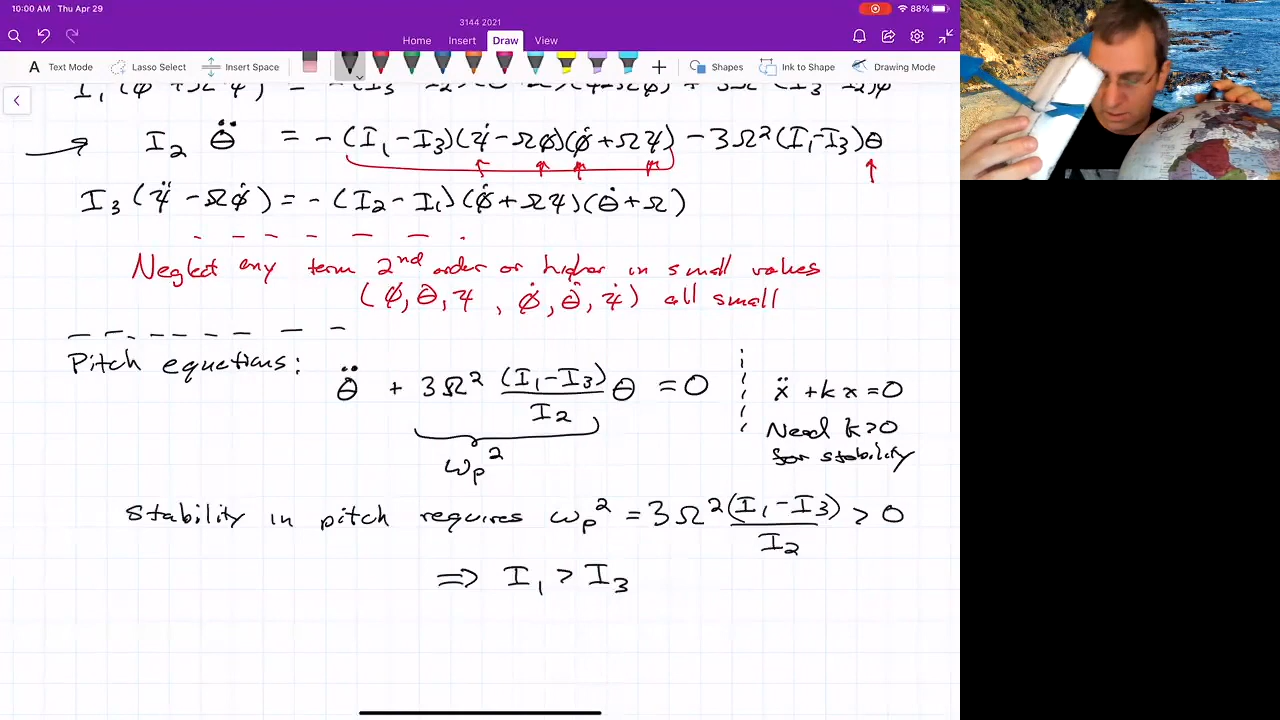 10:00 AM Thu Apr 29
88%
3144 2021
Home Insert Draw View
Text Mode Lasso Select Insert Space Shapes Ink to Shape Drawing Mode
I₂ θ̈ = - (I₁-I₃)(ψ̇ - Ωφ)(φ̇ + Ωψ) - 3Ω²(I₁-I₃)θ
I₃ (ψ̈ - Ωφ̇) = - (I₂ - I₁)(φ̇ + Ωψ)(θ̇ + Ω)
Neglect any term 2nd order or higher in small values
(φ, θ, ψ, φ̇, θ̇, ψ̇) all small
Pitch equations:
θ̈ + 3Ω² (I₁-I₃)/I₂ θ = 0
ωₚ²
ẍ + kx = 0
Need k>0
for stability
Stability in pitch requires ωₚ² = 3Ω² (I₁-I₃)/I₂ > 0
⇒ I₁ > I₃